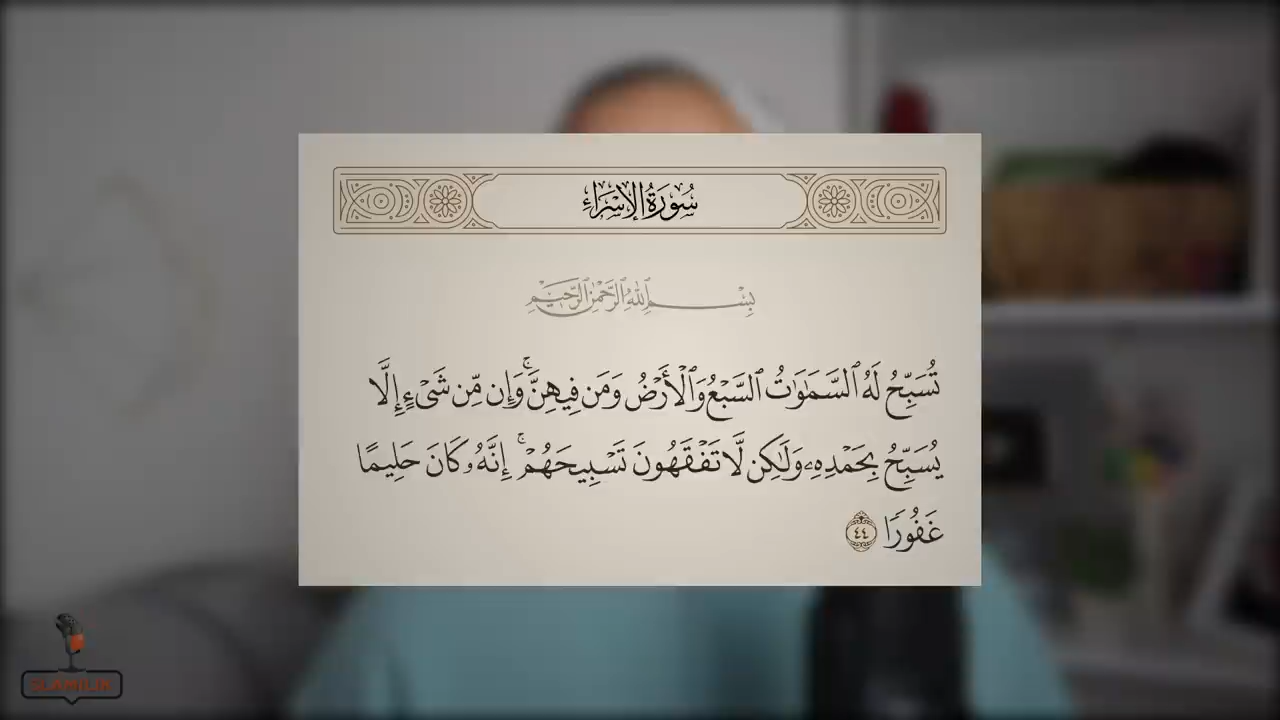 سُورَةُ الإِسْرَاءِ
بِسْمِ ٱللَّهِ ٱلرَّحْمَٰنِ ٱلرَّحِيمِ
تُسَبِّحُ لَهُ ٱلسَّمَٰوَٰتُ ٱلسَّبْعُ وَٱلْأَرْضُ وَمَن فِيهِنَّۚ وَإِن مِّن شَىْءٍ إِلَّا
يُسَبِّحُ بِحَمْدِهِۦ وَلَٰكِن لَّا تَفْقَهُونَ تَسْبِيحَهُمْۚ إِنَّهُۥ كَانَ حَلِيمًا
غَفُورًا ٤٤